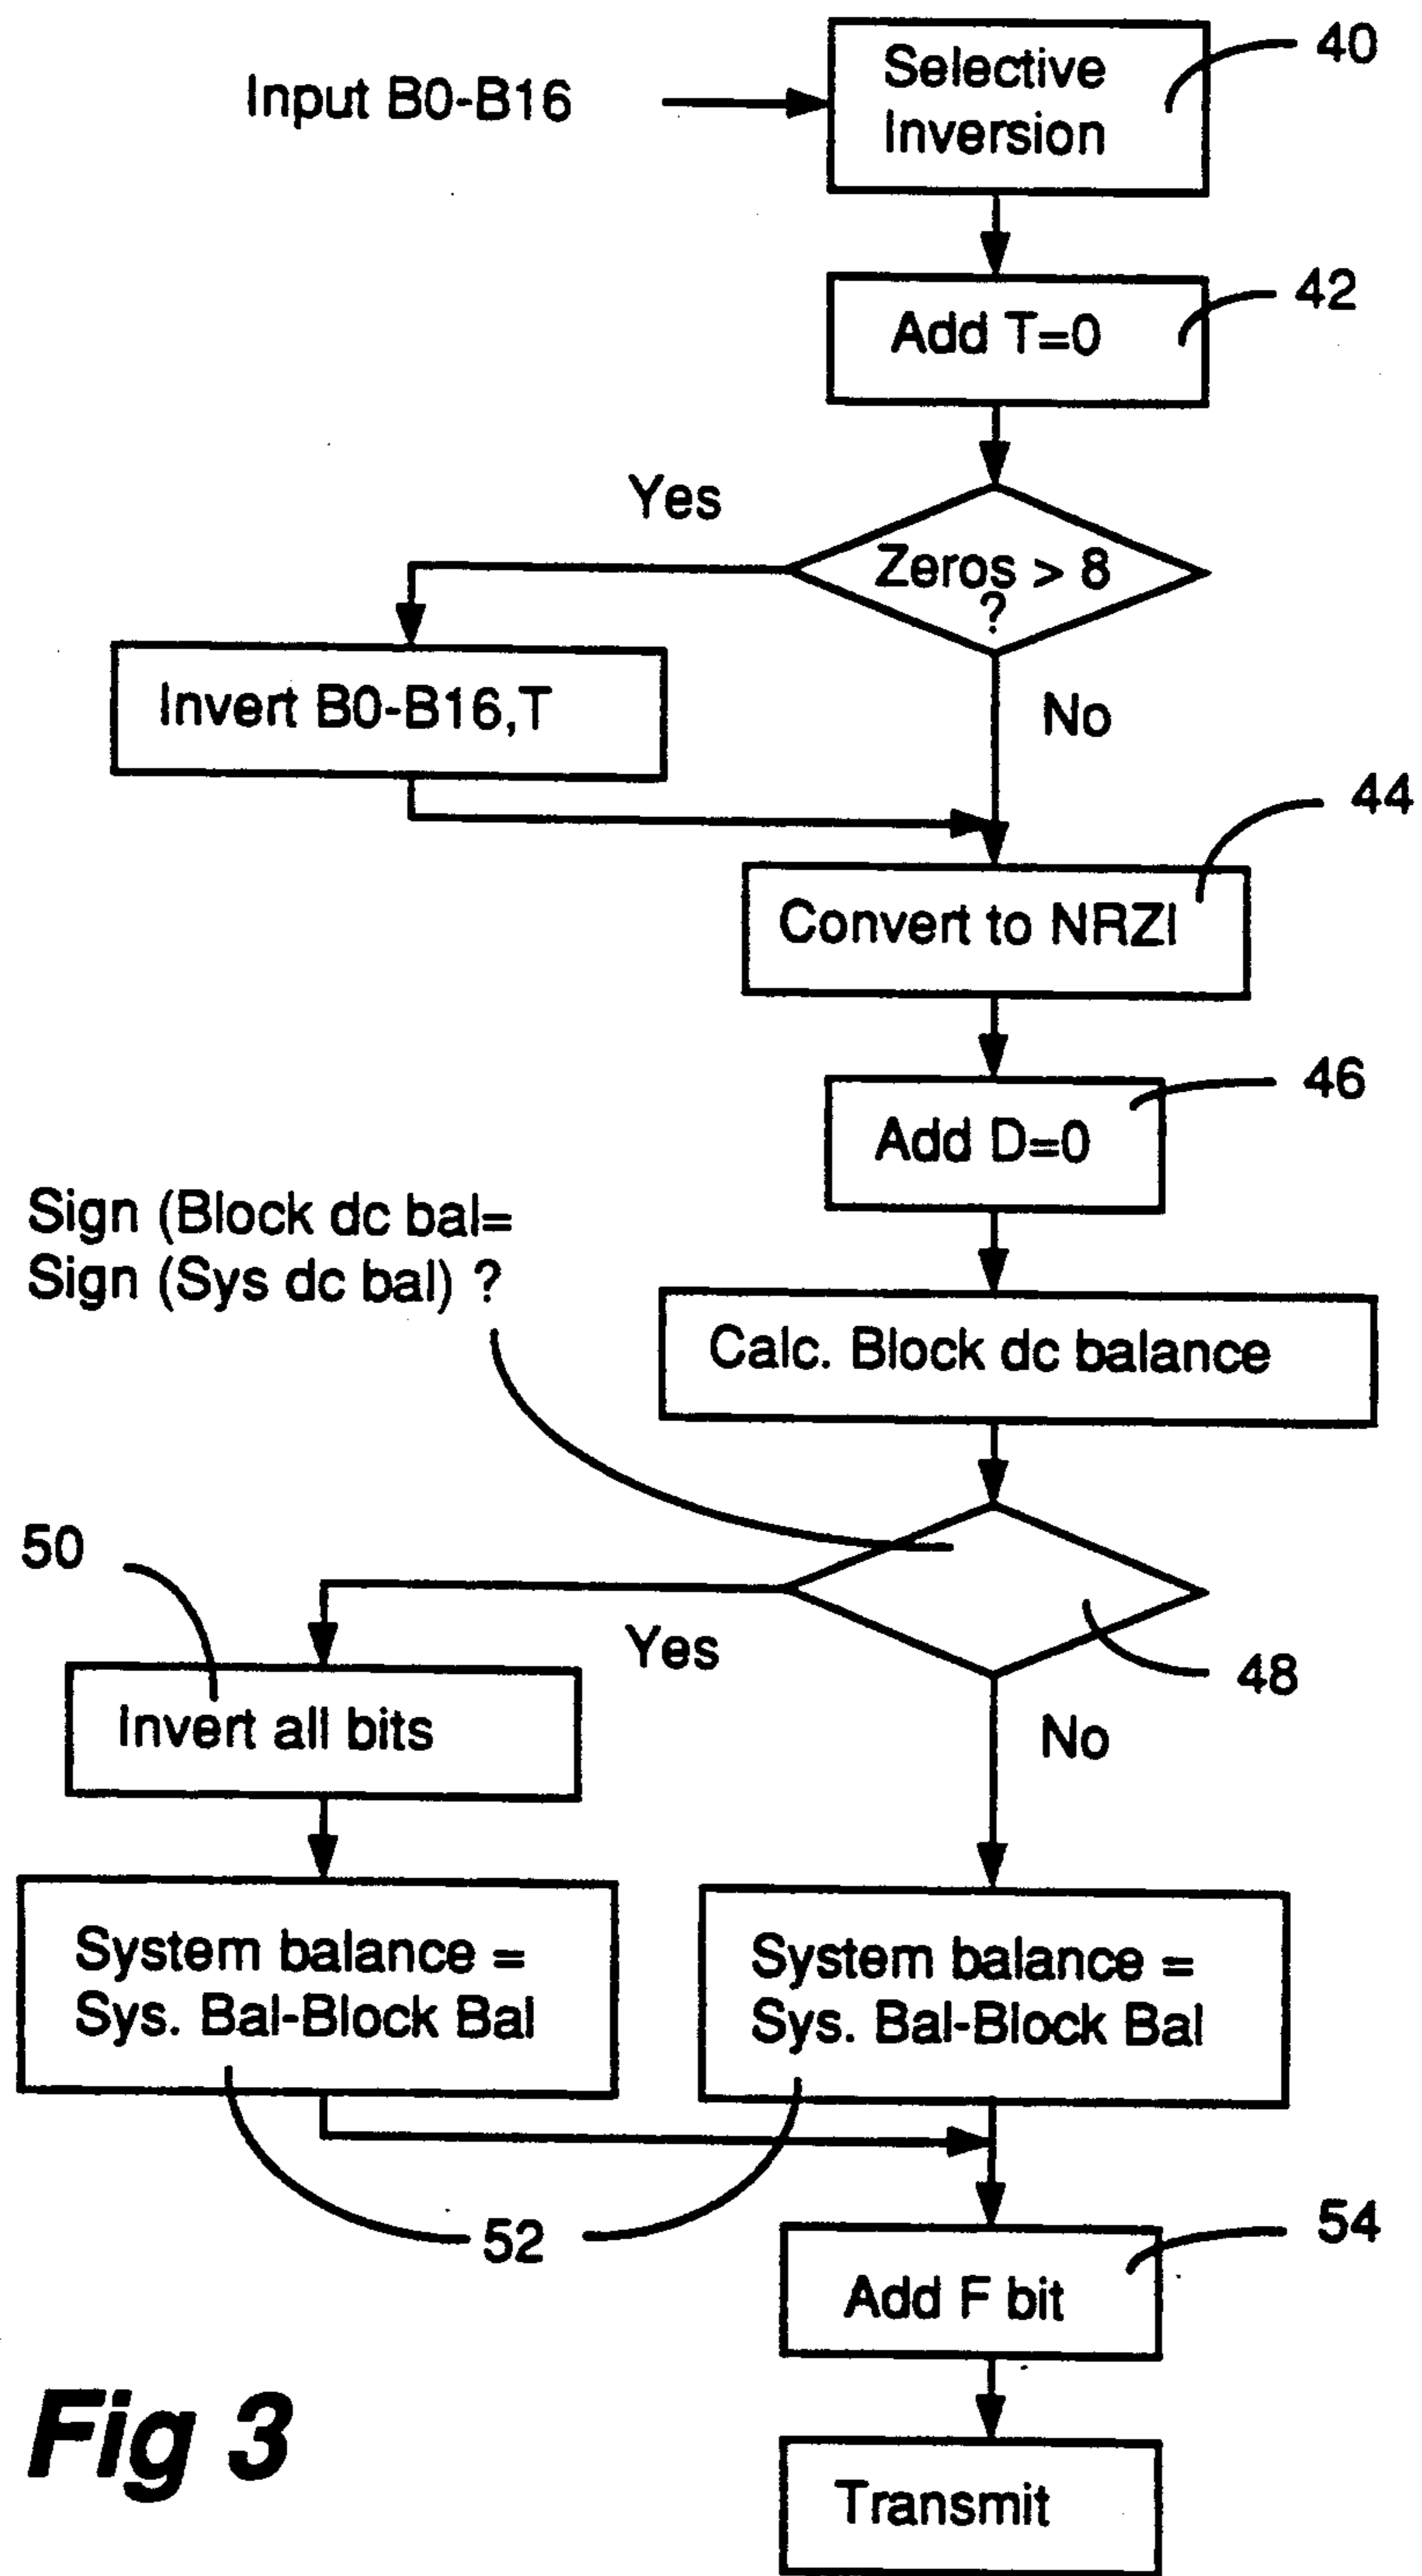 Input B0-B16
Selective
Inversion
40
Add T=0
42
Yes
Zeros > 8
?
Invert B0-B16,T
No
44
Convert to NRZI
46
Add D=0
Sign (Block dc bal=
Sign (Sys dc bal) ?
Calc. Block dc balance
50
Yes
48
Invert all bits
No
System balance =
Sys. Bal-Block Bal
System balance =
Sys. Bal-Block Bal
52
54
Add F bit
Fig 3
Transmit